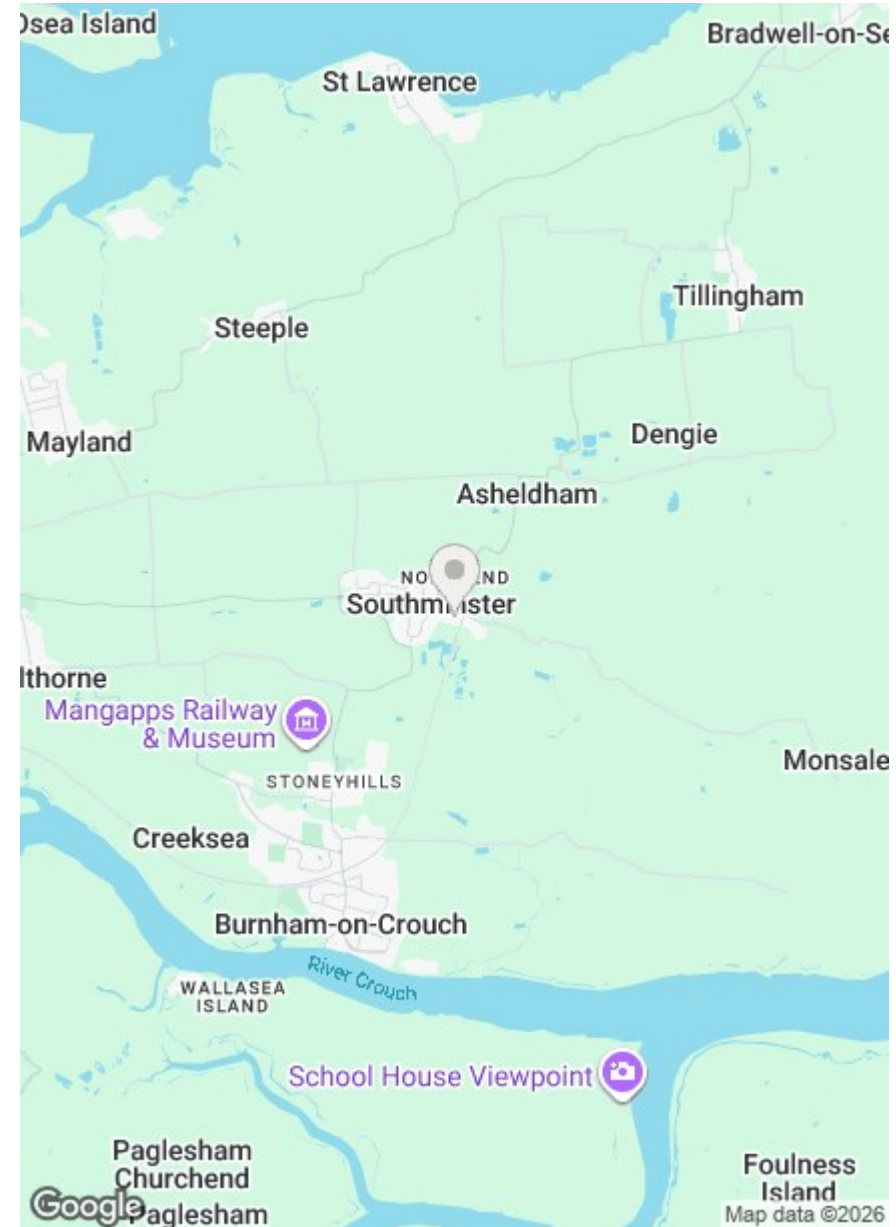 Osea Island
Bradwell-on-Se
St Lawrence
Tillingham
Steeple
Dengie
Mayland
Asheldham
Southminster
lthorne
Mangapps Railway
& Museum
Monsale
STONEYHILLS
Creeksea
Burnham-on-Crouch
River Crouch
WALLASEA
ISLAND
School House Viewpoint
Paglesham
Churchend
Foulness
Island
Google
Paglesham
Map data ©2026